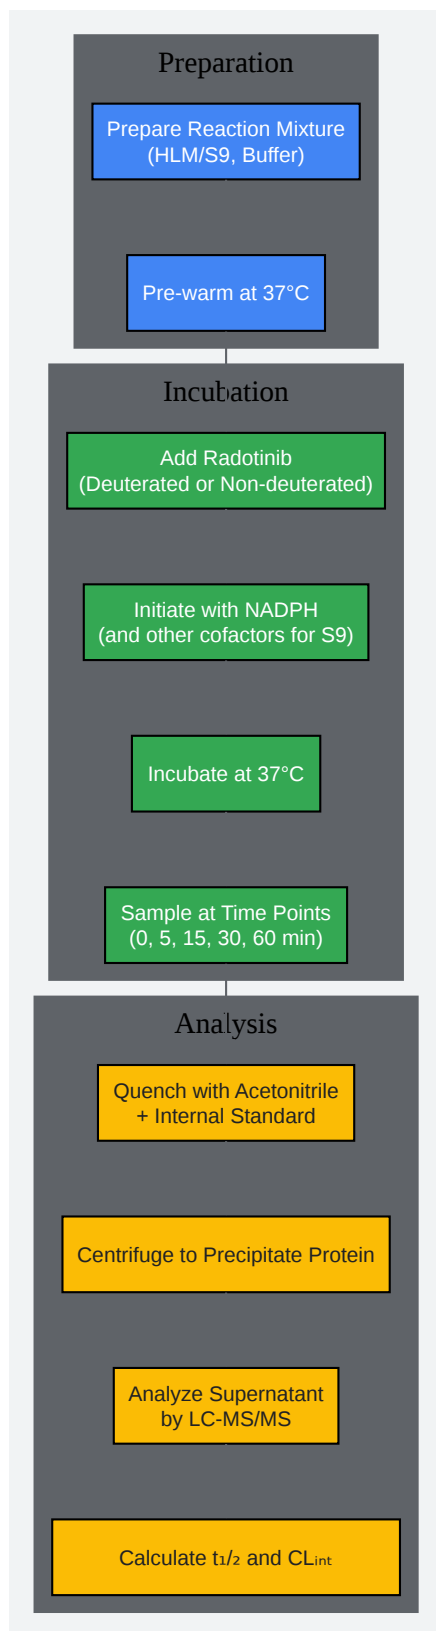 Preparation
Prepare Reaction Mixture
(HLM/S9, Buffer)
Pre-warm at 37°C
Incubation
Add Radotinib
(Deuterated or Non-deuterated)
Initiate with NADPH
(and other cofactors for S9)
Incubate at 37°C
Sample at Time Points
(0, 5, 15, 30, 60 min)
Analysis
Quench with Acetonitrile
+ Internal Standard
Centrifuge to Precipitate Protein
Analyze Supernatant
by LC-MS/MS
Calculate t₁/₂ and CLᵢₙₜ